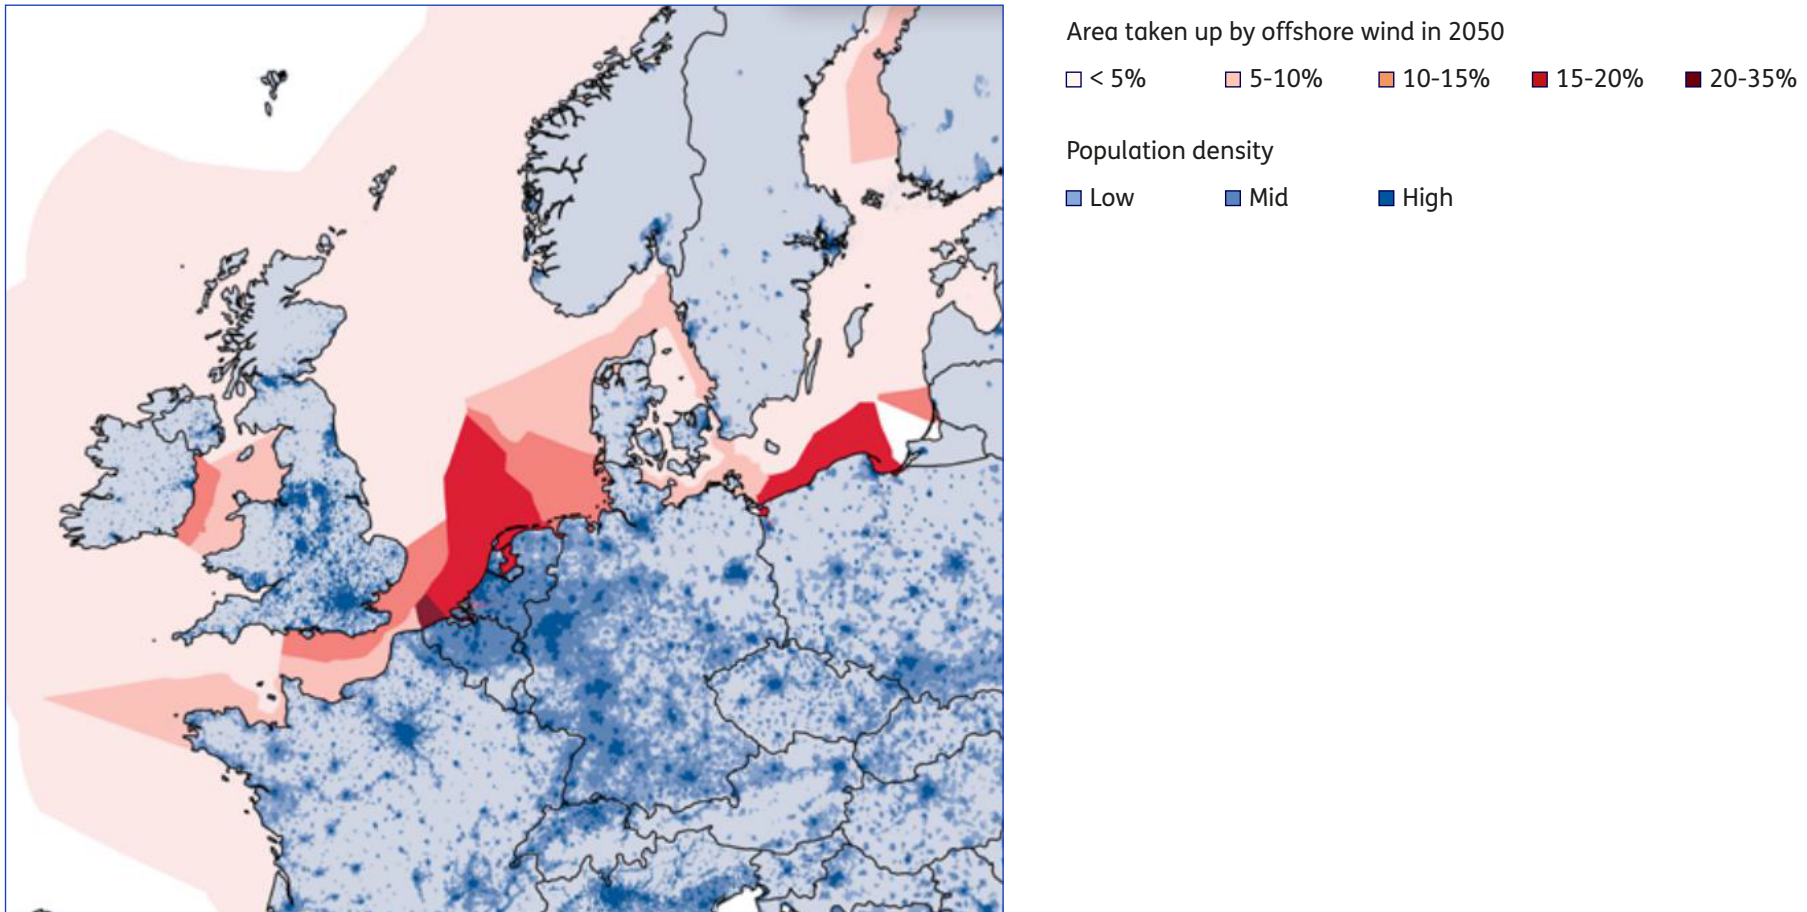 Area taken up by offshore wind in 2050
< 5% 5-10% 10-15% 15-20% 20-35%
Population density
Low Mid High